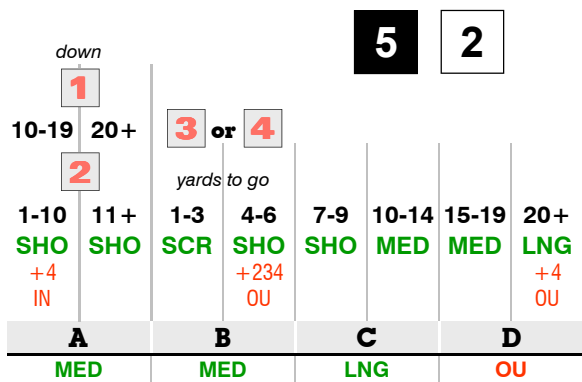 5 2
down
1
10-19 20+ 3 or 4
2 yards to go
1-10 11+ 1-3 4-6 7-9 10-14 15-19 20+
SHO SHO SCR SHO SHO MED MED LNG
+4 +234 +4
IN OU OU
A B C D
MED MED LNG OU